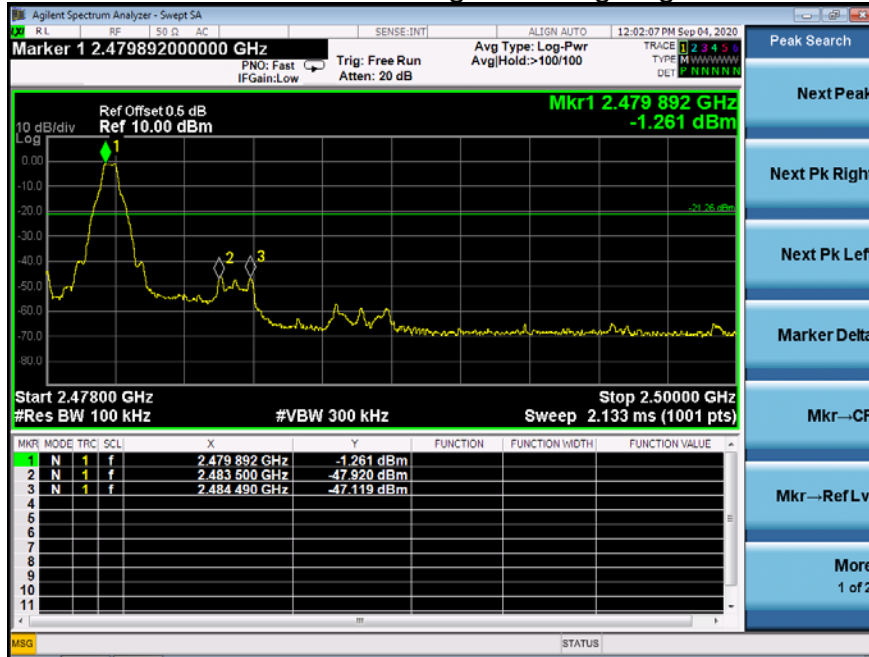 Agilent Spectrum Analyzer - Swept SA
RL RF 50 Ω AC SENSE:INT ALIGN AUTO 12:02:07 PM Sep 04, 2020
Marker 1 2.479892000000 GHz
PNO: Fast
IFGain:Low
Trig: Free Run
Atten: 20 dB
Avg Type: Log-Pwr
Avg|Hold:>100/100
TRACE 1 2 3 4 5 6
TYPE M W W W W W
DET P N N N N N
Peak Search
Ref Offset 0.5 dB
Ref 10.00 dBm
10 dB/div
Log
Mkr1 2.479 892 GHz
-1.261 dBm
1
0.00
-10.0
-20.0
-21.26 dBm
-30.0
-40.0
2
3
-50.0
-60.0
-70.0
-80.0
Start 2.47800 GHz
Stop 2.50000 GHz
#Res BW 100 kHz
#VBW 300 kHz
Sweep 2.133 ms (1001 pts)
MKR MODE TRC SCL X Y FUNCTION FUNCTION WIDTH FUNCTION VALUE
1 N 1 f 2.479 892 GHz -1.261 dBm
2 N 1 f 2.483 500 GHz -47.920 dBm
3 N 1 f 2.484 490 GHz -47.119 dBm
4
5
6
7
8
9
10
11
Next Peak
Next Pk Right
Next Pk Left
Marker Delta
Mkr→CF
Mkr→Ref Lv
More
1 of 2
MSG
STATUS